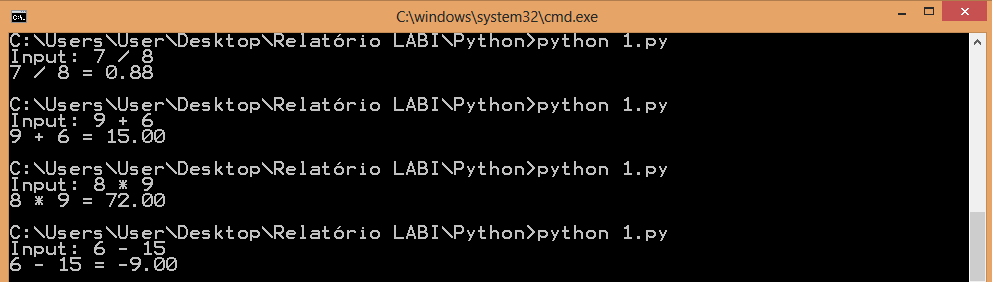 C:\windows\system32\cmd.exe
C:\Users\User\Desktop\Relatório LABI\Python>python 1.py
Input: 7 / 8
7 / 8 = 0.88
C:\Users\User\Desktop\Relatório LABI\Python>python 1.py
Input: 9 + 6
9 + 6 = 15.00
C:\Users\User\Desktop\Relatório LABI\Python>python 1.py
Input: 8 * 9
8 * 9 = 72.00
C:\Users\User\Desktop\Relatório LABI\Python>python 1.py
Input: 6 - 15
6 - 15 = -9.00